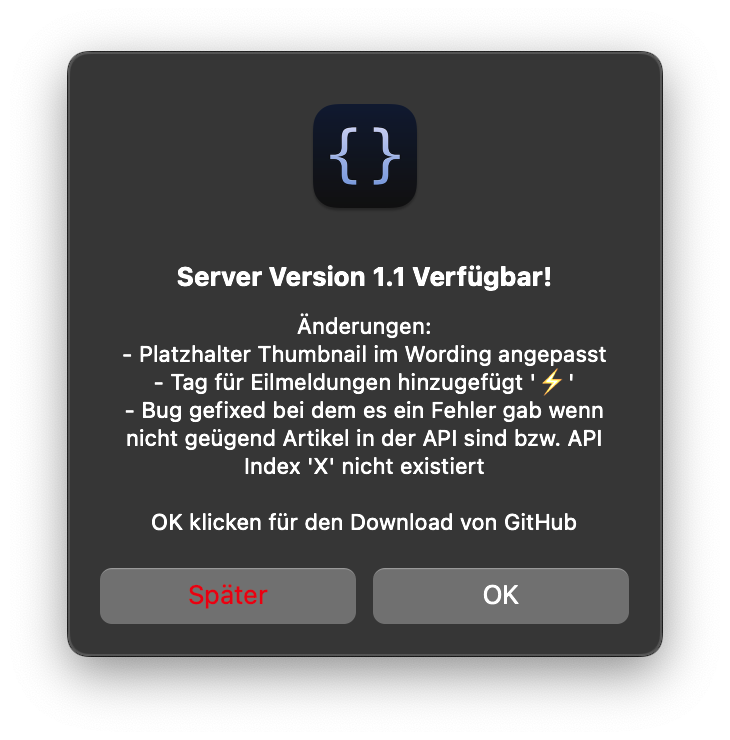 {}
Server Version 1.1 Verfügbar!
Änderungen:
- Platzhalter Thumbnail im Wording angepasst
- Tag für Eilmeldungen hinzugefügt '⚡ '
- Bug gefixed bei dem es ein Fehler gab wenn
nicht geügend Artikel in der API sind bzw. API
Index 'X' nicht existiert
OK klicken für den Download von GitHub
Später
OK